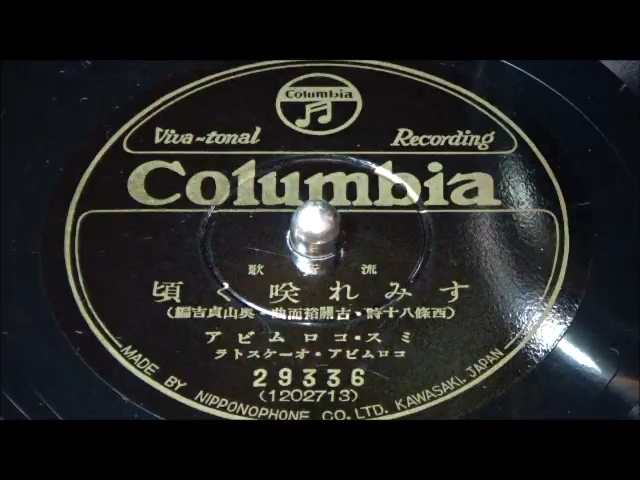 Columbia
Viva-tonal Recording
Columbia
流行歌
すみれ咲く頃
(西條八十詩・古關裕而曲・奥山貞吉編)
ミス・コロムビア
コロムビア・オーケストラ
29336
(1202713)
MADE BY NIPPONOPHONE CO., LTD. KAWASAKI, JAPAN